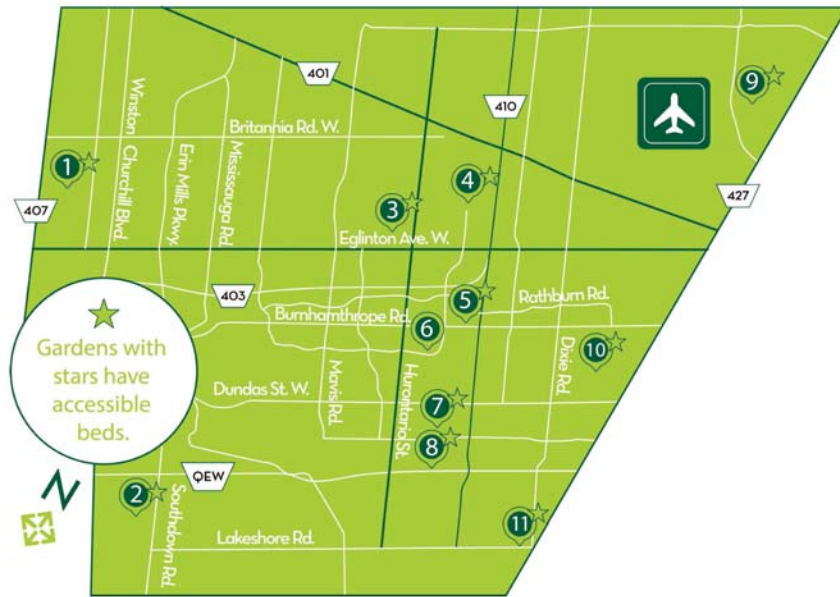 401
410
9
Winston Churchill Blvd.
Erin Mills Pkwy.
Mississauga Rd.
Britannia Rd. W.
1
4
3
427
407
Eglinton Ave. W.
403
5
Rathburn Rd.
Burnhamthrope Rd.
6
10
Gardens with
stars have
accessible
beds.
Mavis Rd.
Hurontario St.
Dixie Rd.
Dundas St. W.
7
8
QEW
N
2
Southdown Rd.
11
Lakeshore Rd.